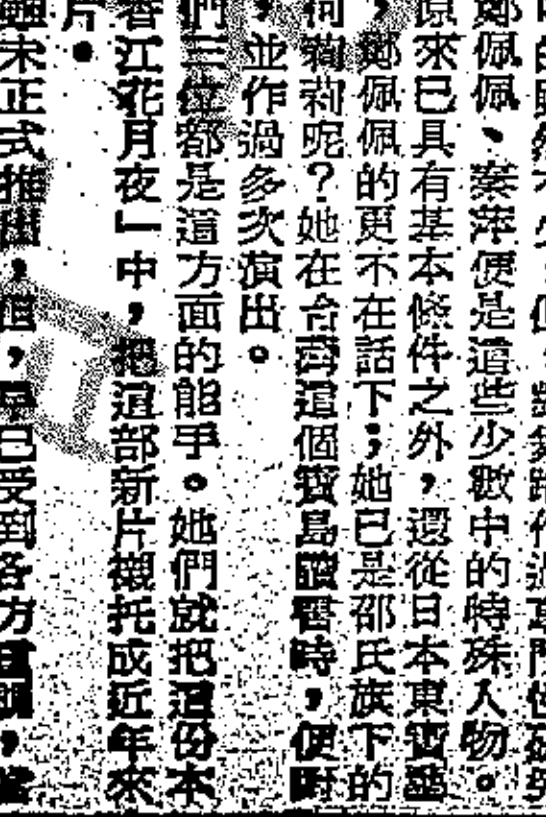 鄭佩佩、秦萍便是這些少數中的特殊人物。
原來已具有基本條件之外,還從日本東寶
,鄭佩佩的更不在話下;她已是邵氏旗下的
何莉莉呢?她在台灣這個寶島讀書時,便對
,並作過多次演出。
們三位都是這方面的能手。她們就把這份本
香江花月夜」中,把這部新片襯托成近年來
片。
雖未正式推出,但,早已受到各方